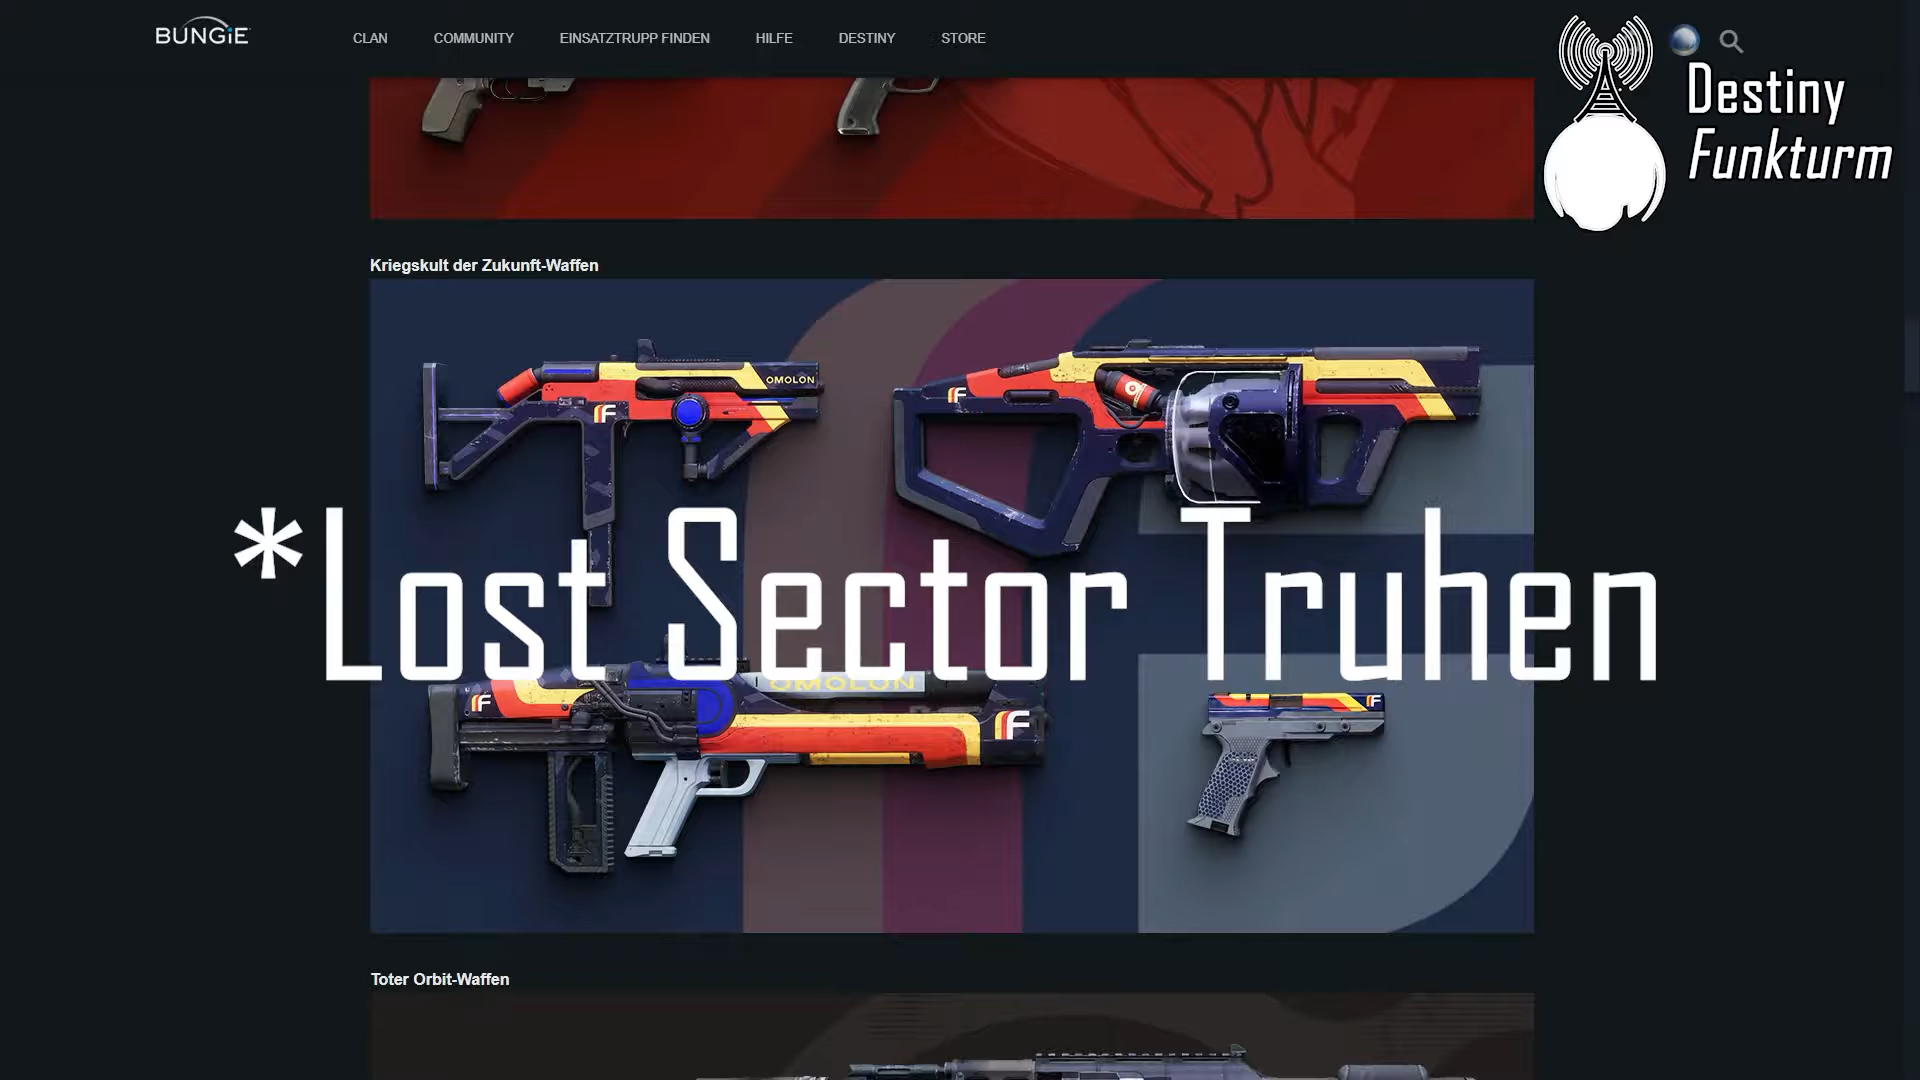 BUNGiE
CLAN
COMMUNITY
EINSATZTRUPP FINDEN
HILFE
DESTINY
STORE
Destiny
Funkturm
Kriegskult der Zukunft-Waffen
OMOLON
*Lost Sector Truhen
OMOLON
Toter Orbit-Waffen